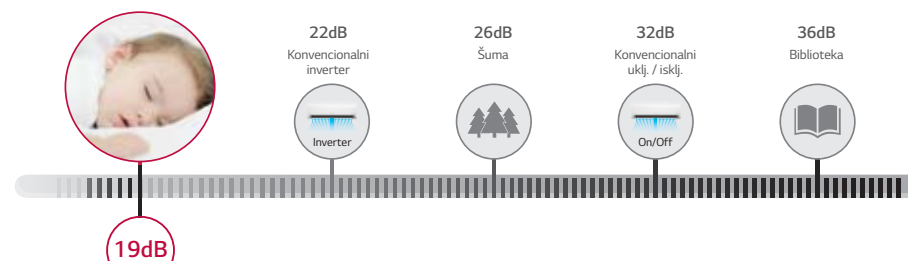 22dB
Konvencionalni
inverter
Inverter
26dB
Šuma
32dB
Konvencionalni
uklj. / isklj.
On/Off
36dB
Biblioteka
19dB